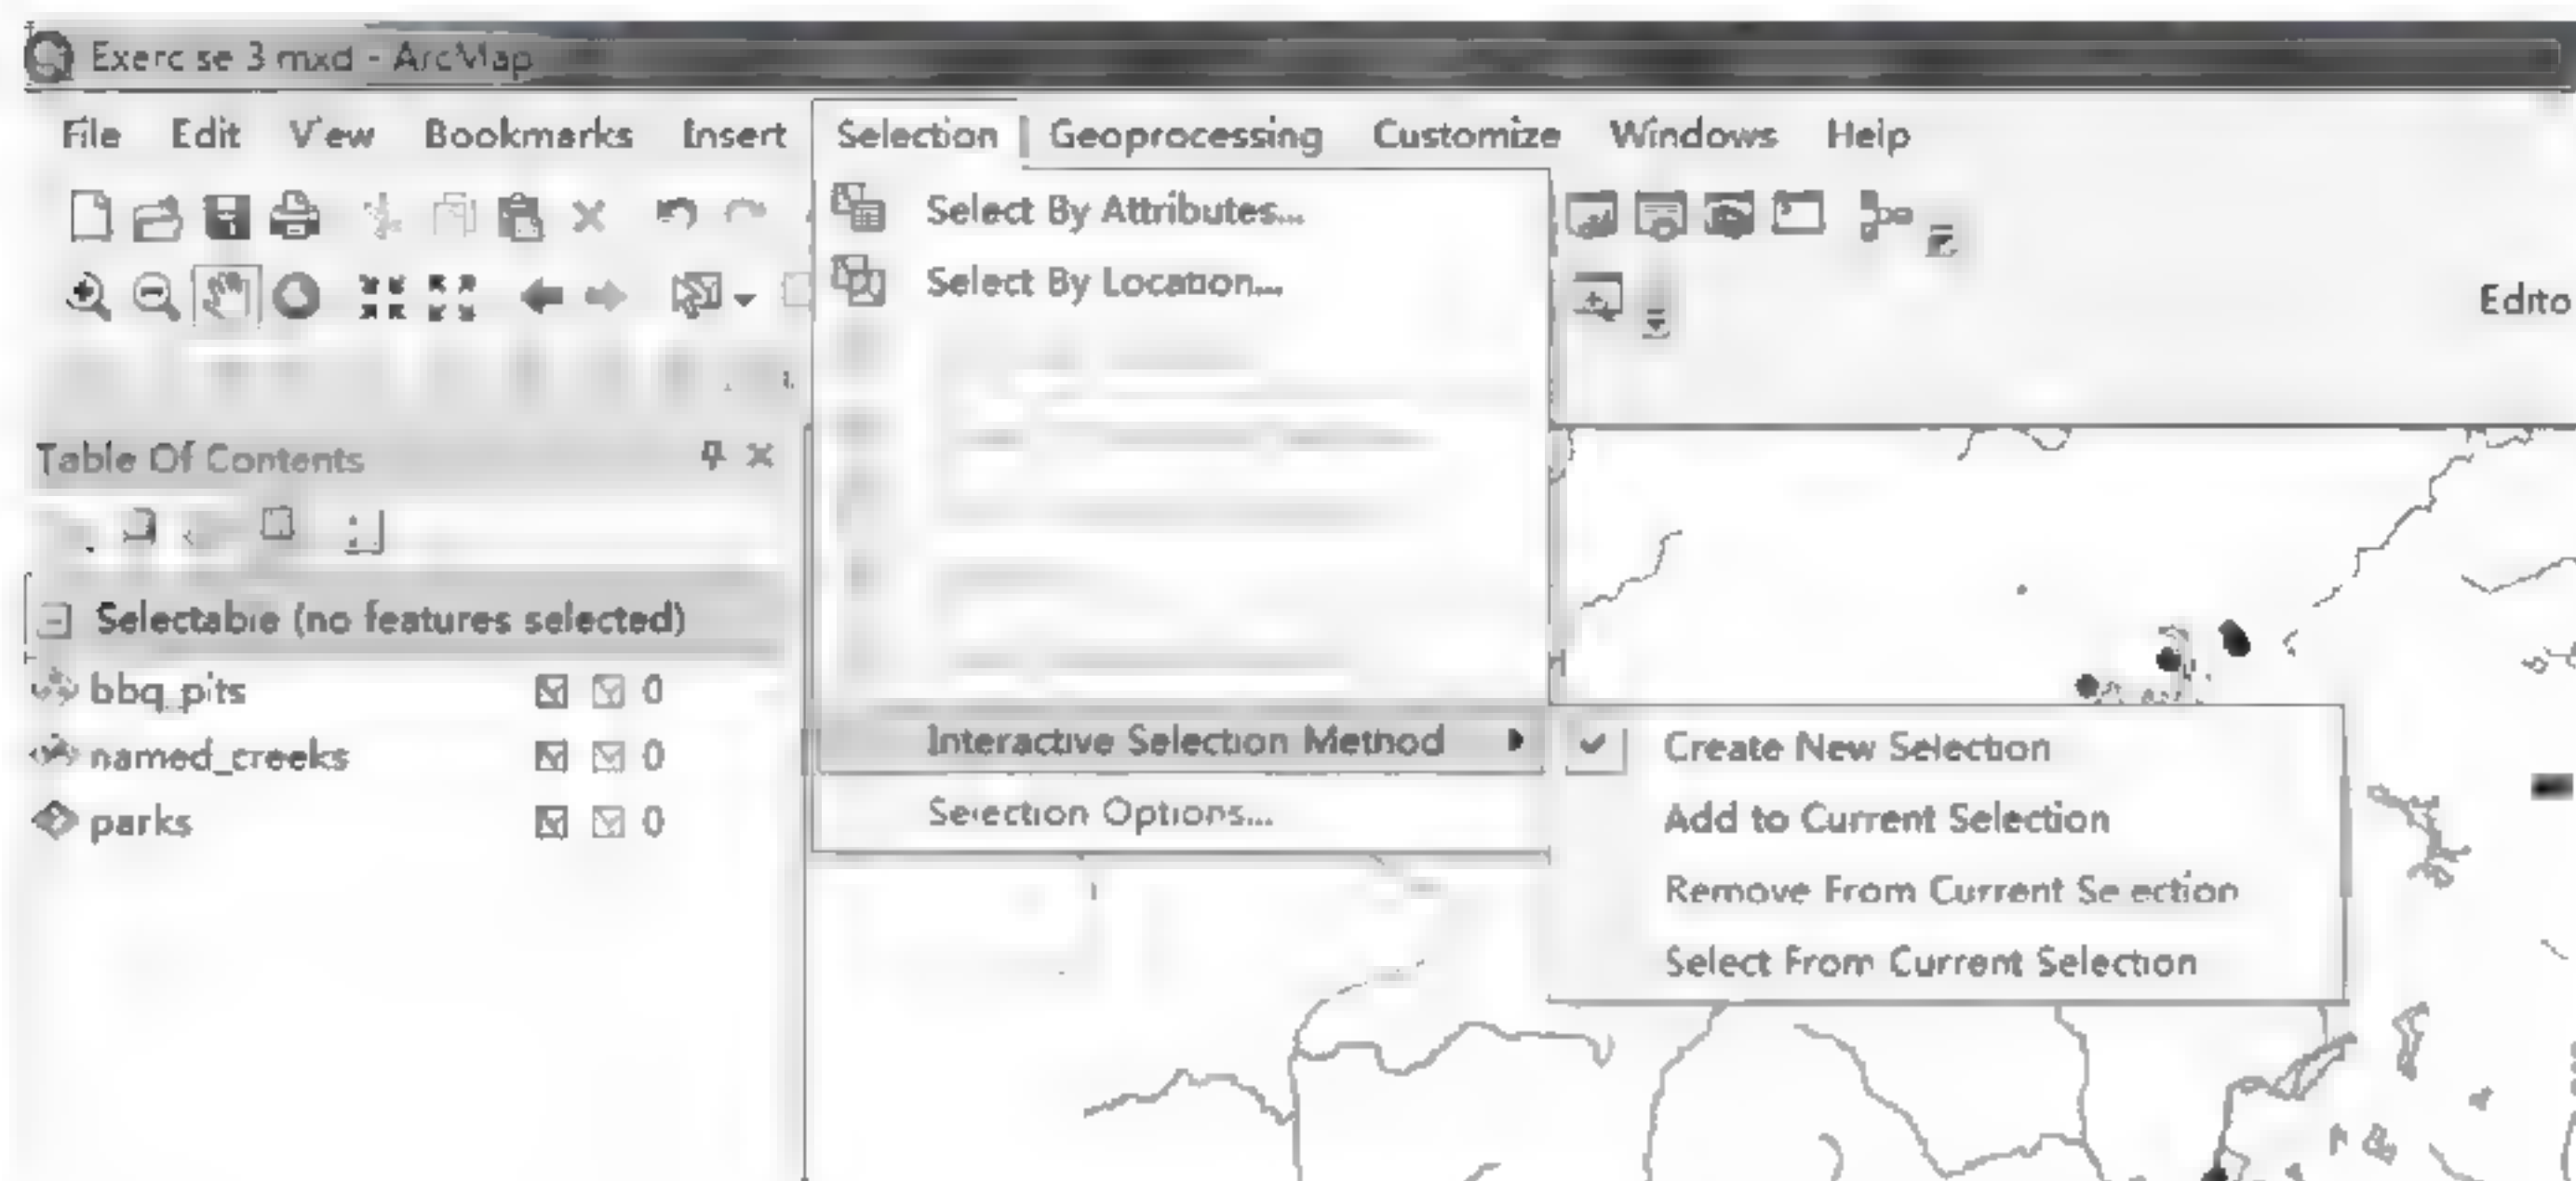 Exerc se 3 mxd - ArcMap
File Edit View Bookmarks Insert Selection Geoprocessing Customize Windows Help
Select By Attributes...
Select By Location...
Edito
Table Of Contents
Selectable (no features selected)
bbq_pits 0
named_creeks 0
parks 0
Interactive Selection Method
Selection Options...
Create New Selection
Add to Current Selection
Remove From Current Selection
Select From Current Selection